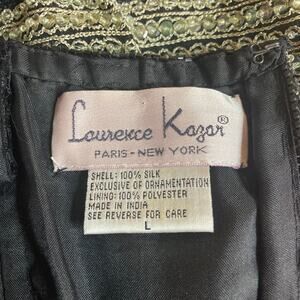 Laurence Kazar®
PARIS - NEW YORK
SHELL: 100% SILK
EXCLUSIVE OF ORNAMENTATION
LINING: 100% POLYESTER
MADE IN INDIA
SEE REVERSE FOR CARE
L